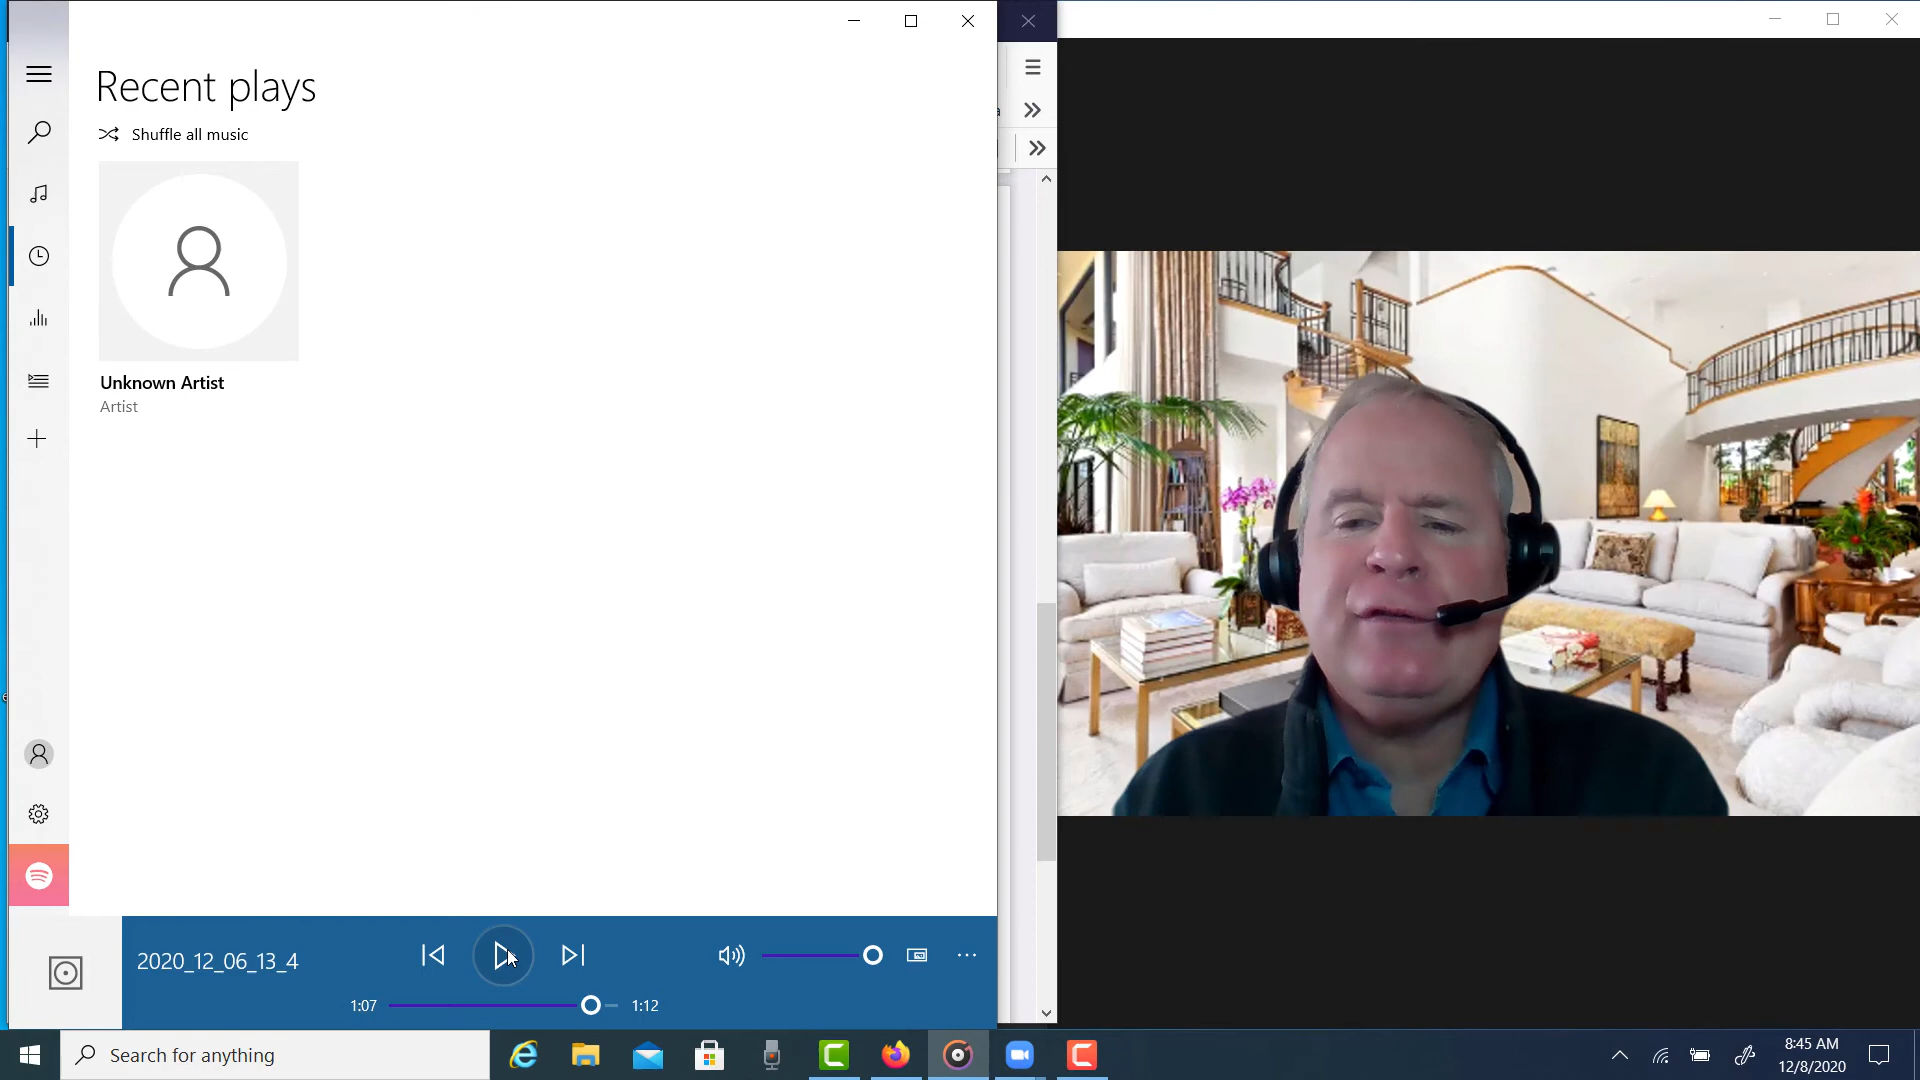 Recent plays
Shuffle all music
Unknown Artist
Artist
2020_12_06_13_4
1:07
1:12
Search for anything
8:45 AM
12/8/2020